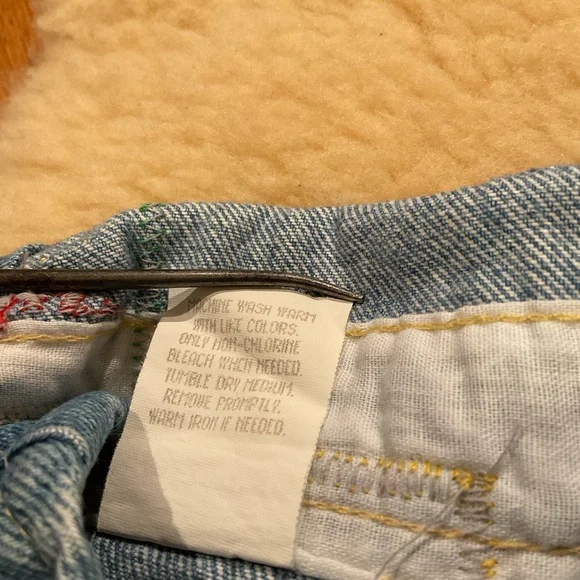 MACHINE WASH WARM
WITH LIKE COLORS.
ONLY NON-CHLORINE
BLEACH WHEN NEEDED.
TUMBLE DRY MEDIUM.
REMOVE PROMPTLY.
WARM IRON IF NEEDED.